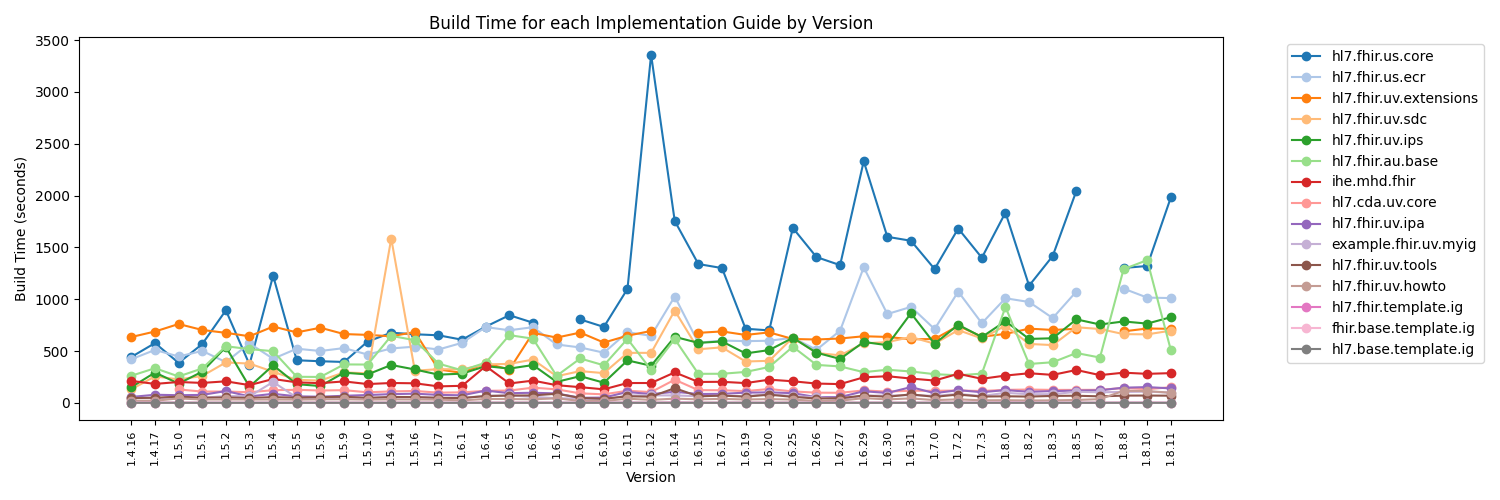 Build Time for each Implementation Guide by Version
Build Time (seconds)
3500
3000
2500
2000
1500
1000
500
0
1.4.16
1.4.17
1.5.0
1.5.1
1.5.2
1.5.3
1.5.4
1.5.5
1.5.6
1.5.9
1.5.10
1.5.14
1.5.16
1.5.17
1.6.1
1.6.4
1.6.5
1.6.6
1.6.7
1.6.8
1.6.10
1.6.11
1.6.12
1.6.14
1.6.15
1.6.17
1.6.19
1.6.20
1.6.25
1.6.26
1.6.27
1.6.29
1.6.30
1.6.31
1.7.0
1.7.2
1.7.3
1.8.0
1.8.2
1.8.3
1.8.5
1.8.7
1.8.8
1.8.10
1.8.11
Version
hl7.fhir.us.core
hl7.fhir.us.ecr
hl7.fhir.uv.extensions
hl7.fhir.uv.sdc
hl7.fhir.uv.ips
hl7.fhir.au.base
ihe.mhd.fhir
hl7.cda.uv.core
hl7.fhir.uv.ipa
example.fhir.uv.myig
hl7.fhir.uv.tools
hl7.fhir.uv.howto
hl7.fhir.template.ig
fhir.base.template.ig
hl7.base.template.ig